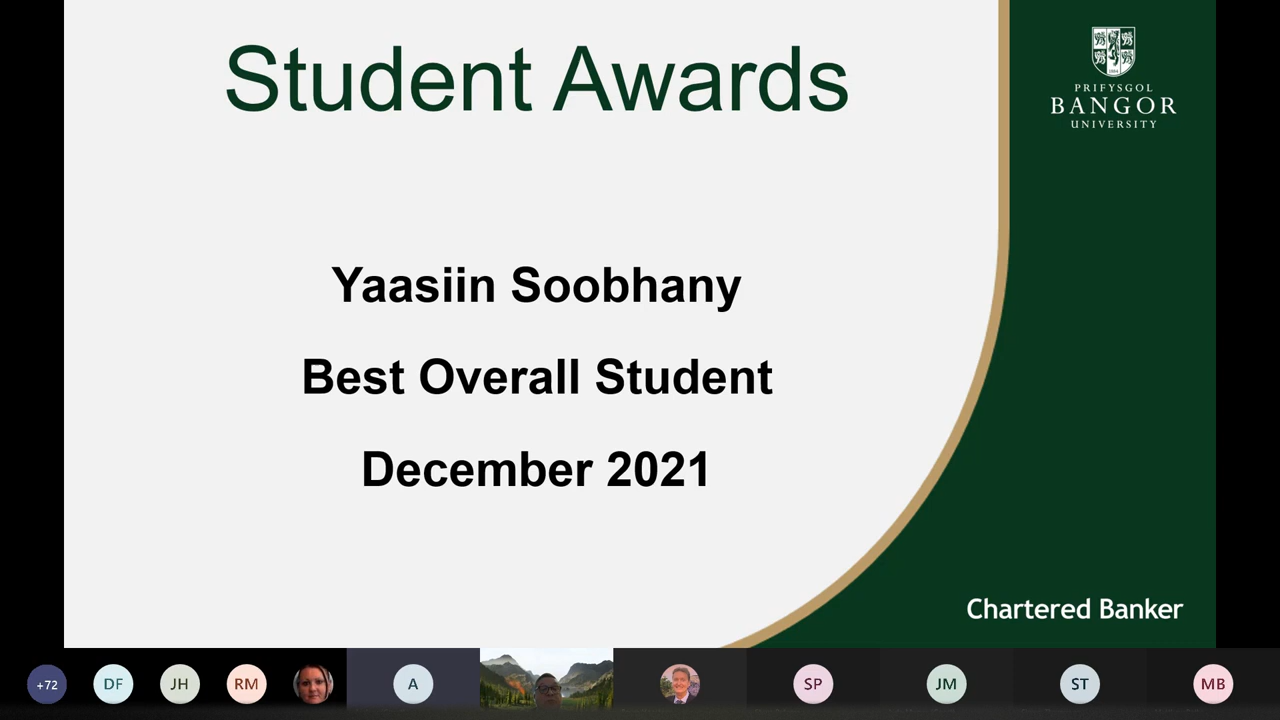 Student Awards
PRIFYSGOL
BANGOR
UNIVERSITY
Yaasiin Soobhany
Best Overall Student
December 2021
Chartered Banker
+72
DF
JH
RM
A
SP
JM
ST
MB